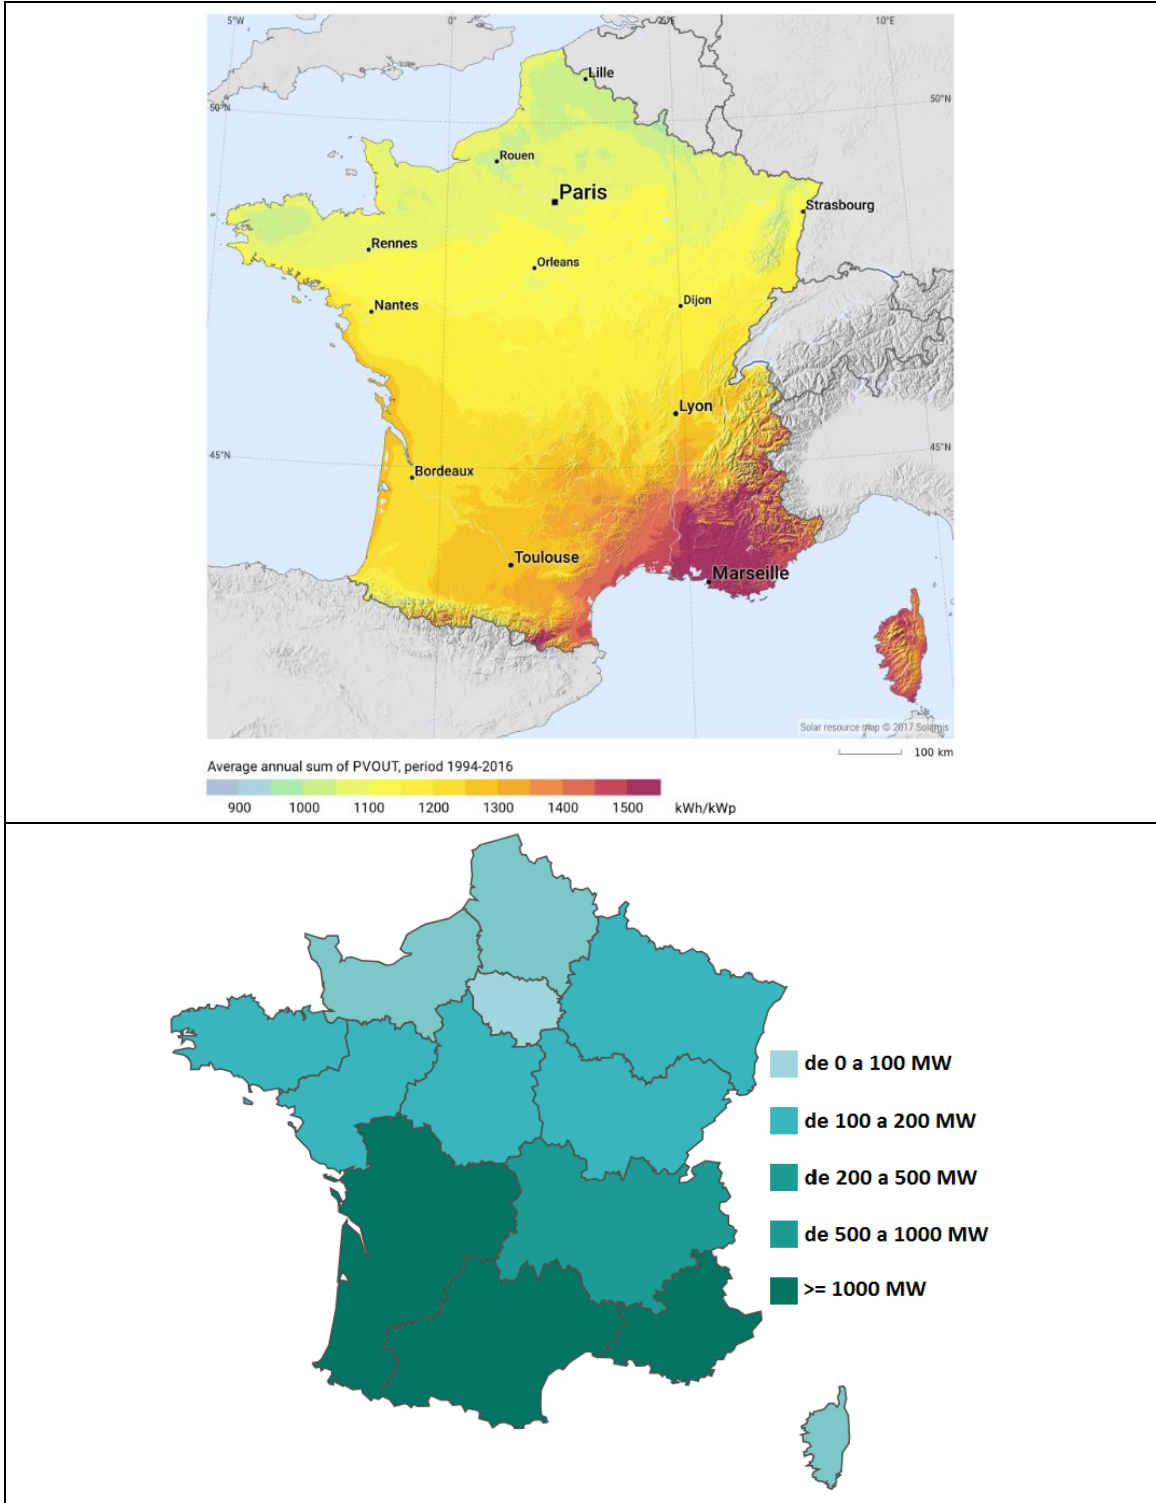 5°W 0° 5°E 10°E
Lille
50°N 50°N
Rouen
Paris
Strasbourg
Rennes
Orleans
Nantes
Dijon
Lyon
45°N 45°N
Bordeaux
Toulouse
Marseille
Solar resource map © 2017 Solargis
100 km
Average annual sum of PVOUT, period 1994-2016
900 1000 1100 1200 1300 1400 1500 kWh/kWp
de 0 a 100 MW
de 100 a 200 MW
de 200 a 500 MW
de 500 a 1000 MW
>= 1000 MW